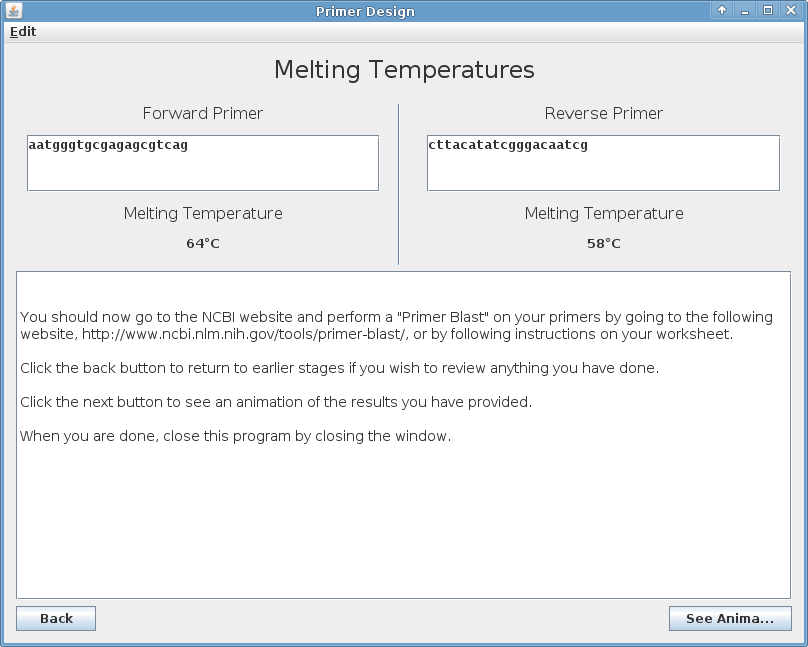 Primer Design
Edit
Melting Temperatures
Forward Primer
aatgggtgcgagagcgtcag
Melting Temperature
64°C
Reverse Primer
cttacatatcgggacaatcg
Melting Temperature
58°C
You should now go to the NCBI website and perform a "Primer Blast" on your primers by going to the following
website, http://www.ncbi.nlm.nih.gov/tools/primer-blast/, or by following instructions on your worksheet.
Click the back button to return to earlier stages if you wish to review anything you have done.
Click the next button to see an animation of the results you have provided.
When you are done, close this program by closing the window.
Back
See Anima...